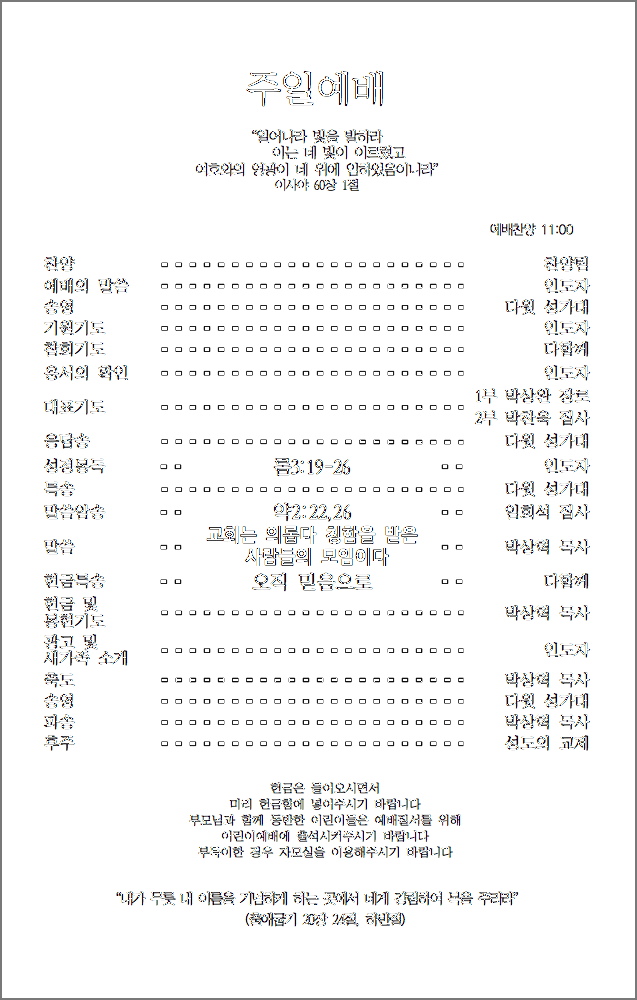 주일예배
“일어나라 빛을 발하라
이는 네 빛이 이르렀고
여호와의 영광이 네 위에 임하였음이니라”
이사야 60장 1절
예배찬양 11:00
찬양 찬양팀
예배의 말씀 인도자
송영 다윗 성가대
기원기도 인도자
참회기도 다함께
용서의 확인 인도자
대표기도 1부 박상완 장로
2부 박찬욱 집사
응답송 다윗 성가대
성경봉독 롬3:19-26 인도자
특송 다윗 성가대
말씀암송 약2:22,26 인희석 집사
말씀 교회는 의롭다 칭함을 받은 박상혁 목사
사람들의 모임이다
헌금특송 오직 믿음으로 다함께
헌금 및
봉헌기도 박상혁 목사
광고 및
새가족 소개 인도자
축도 박상혁 목사
송영 다윗 성가대
파송 박상혁 목사
후주 성도의 교제
헌금은 들어오시면서
미리 헌금함에 넣어주시기 바랍니다
부모님과 함께 동반한 어린이들은 예배질서를 위해
어린이예배에 출석시켜주시기 바랍니다
부득이한 경우 자모실을 이용해주시기 바랍니다
“내가 무릇 내 이름을 기념하게 하는 곳에서 네게 강림하여 복을 주리라”
(출애굽기 20장 24절, 하반절)